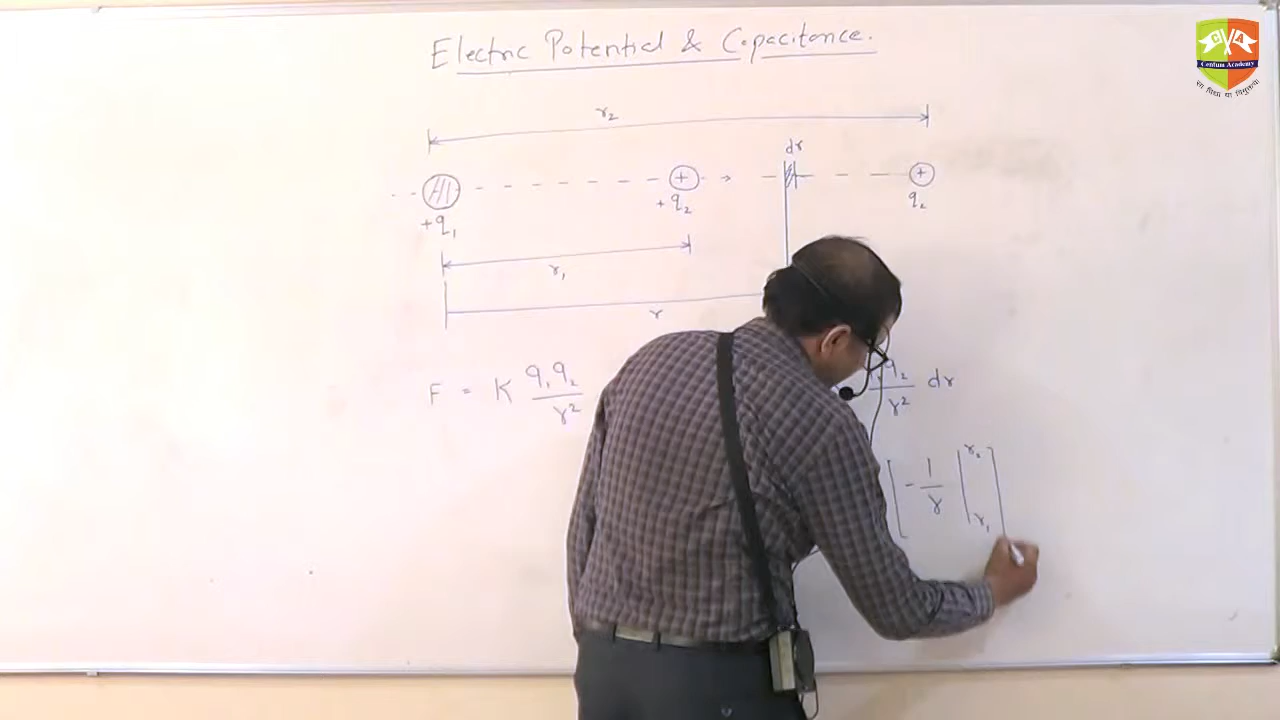 Electric Potential & Capacitance.
r₂
dr
+
+
+q₁
+q₂
q₂
r₁
r
F = K q₁q₂ / r²
q₂ / r² dr
[ - 1 / r | r₂ r₁ ]
Centum Academy